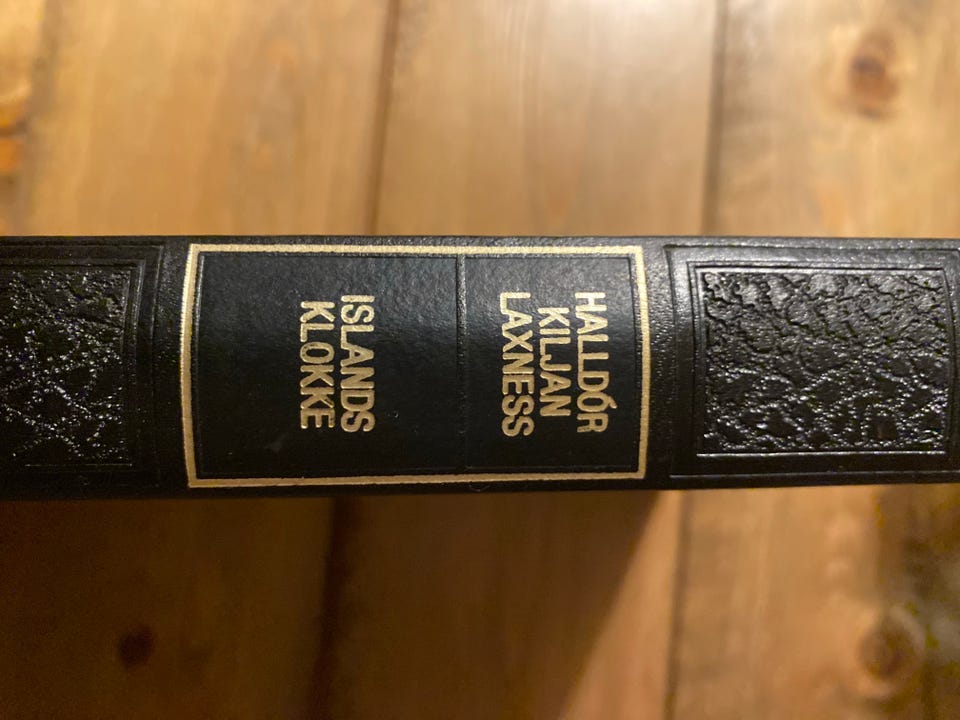 HALLDÓR
KILJAN
LAXNESS
ISLANDS
KLOKKE